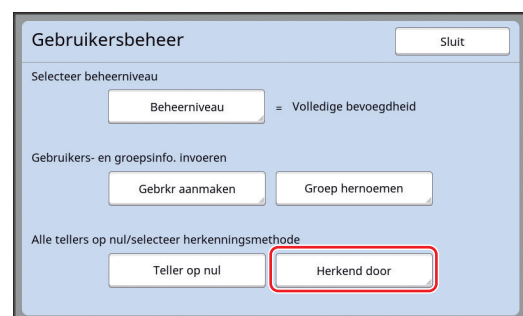 Gebruikersbeheer Sluit
Selecteer beheerniveau
Beheerniveau = Volledige bevoegdheid
Gebruikers- en groepsinfo. invoeren
Gebrkr aanmaken Groep hernoemen
Alle tellers op nul/selecteer herkenningsmethode
Teller op nul Herkend door